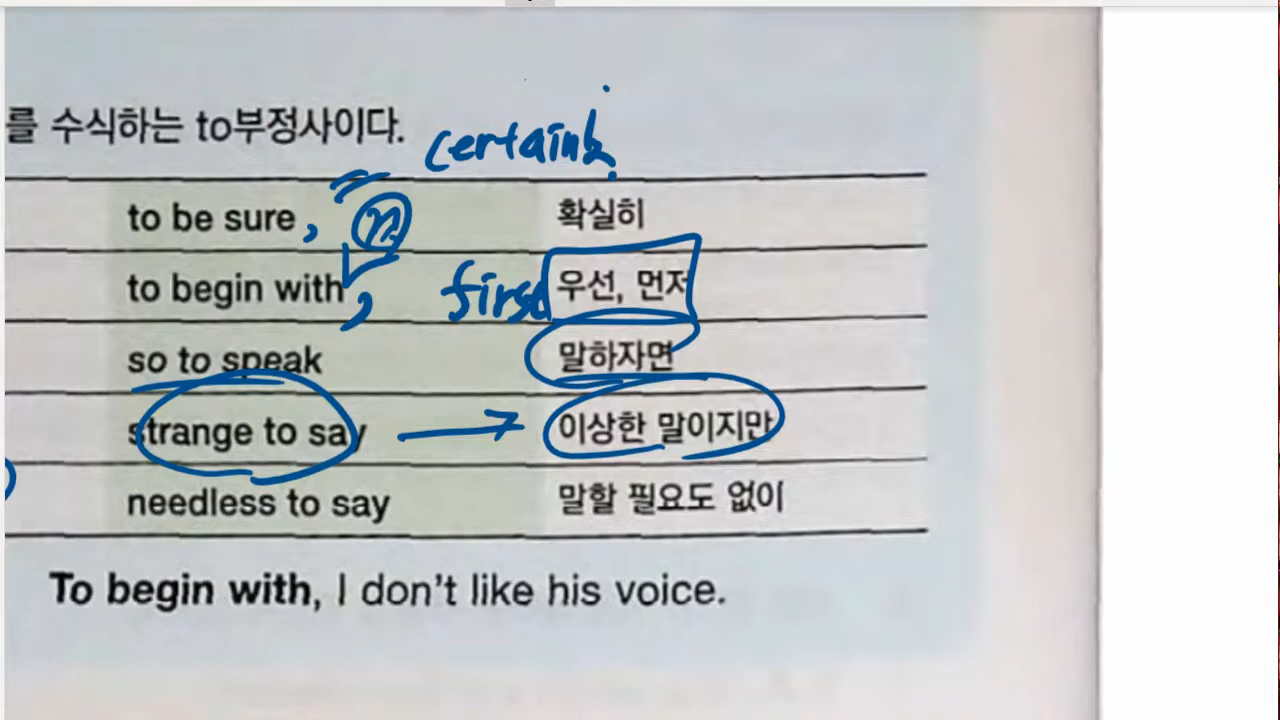 를 수식하는 to부정사이다.
certainly
to be sure, n 확실히
to begin with, first 우선, 먼저
so to speak 말하자면
strange to say → 이상한 말이지만
needless to say 말할 필요도 없이
To begin with, I don't like his voice.